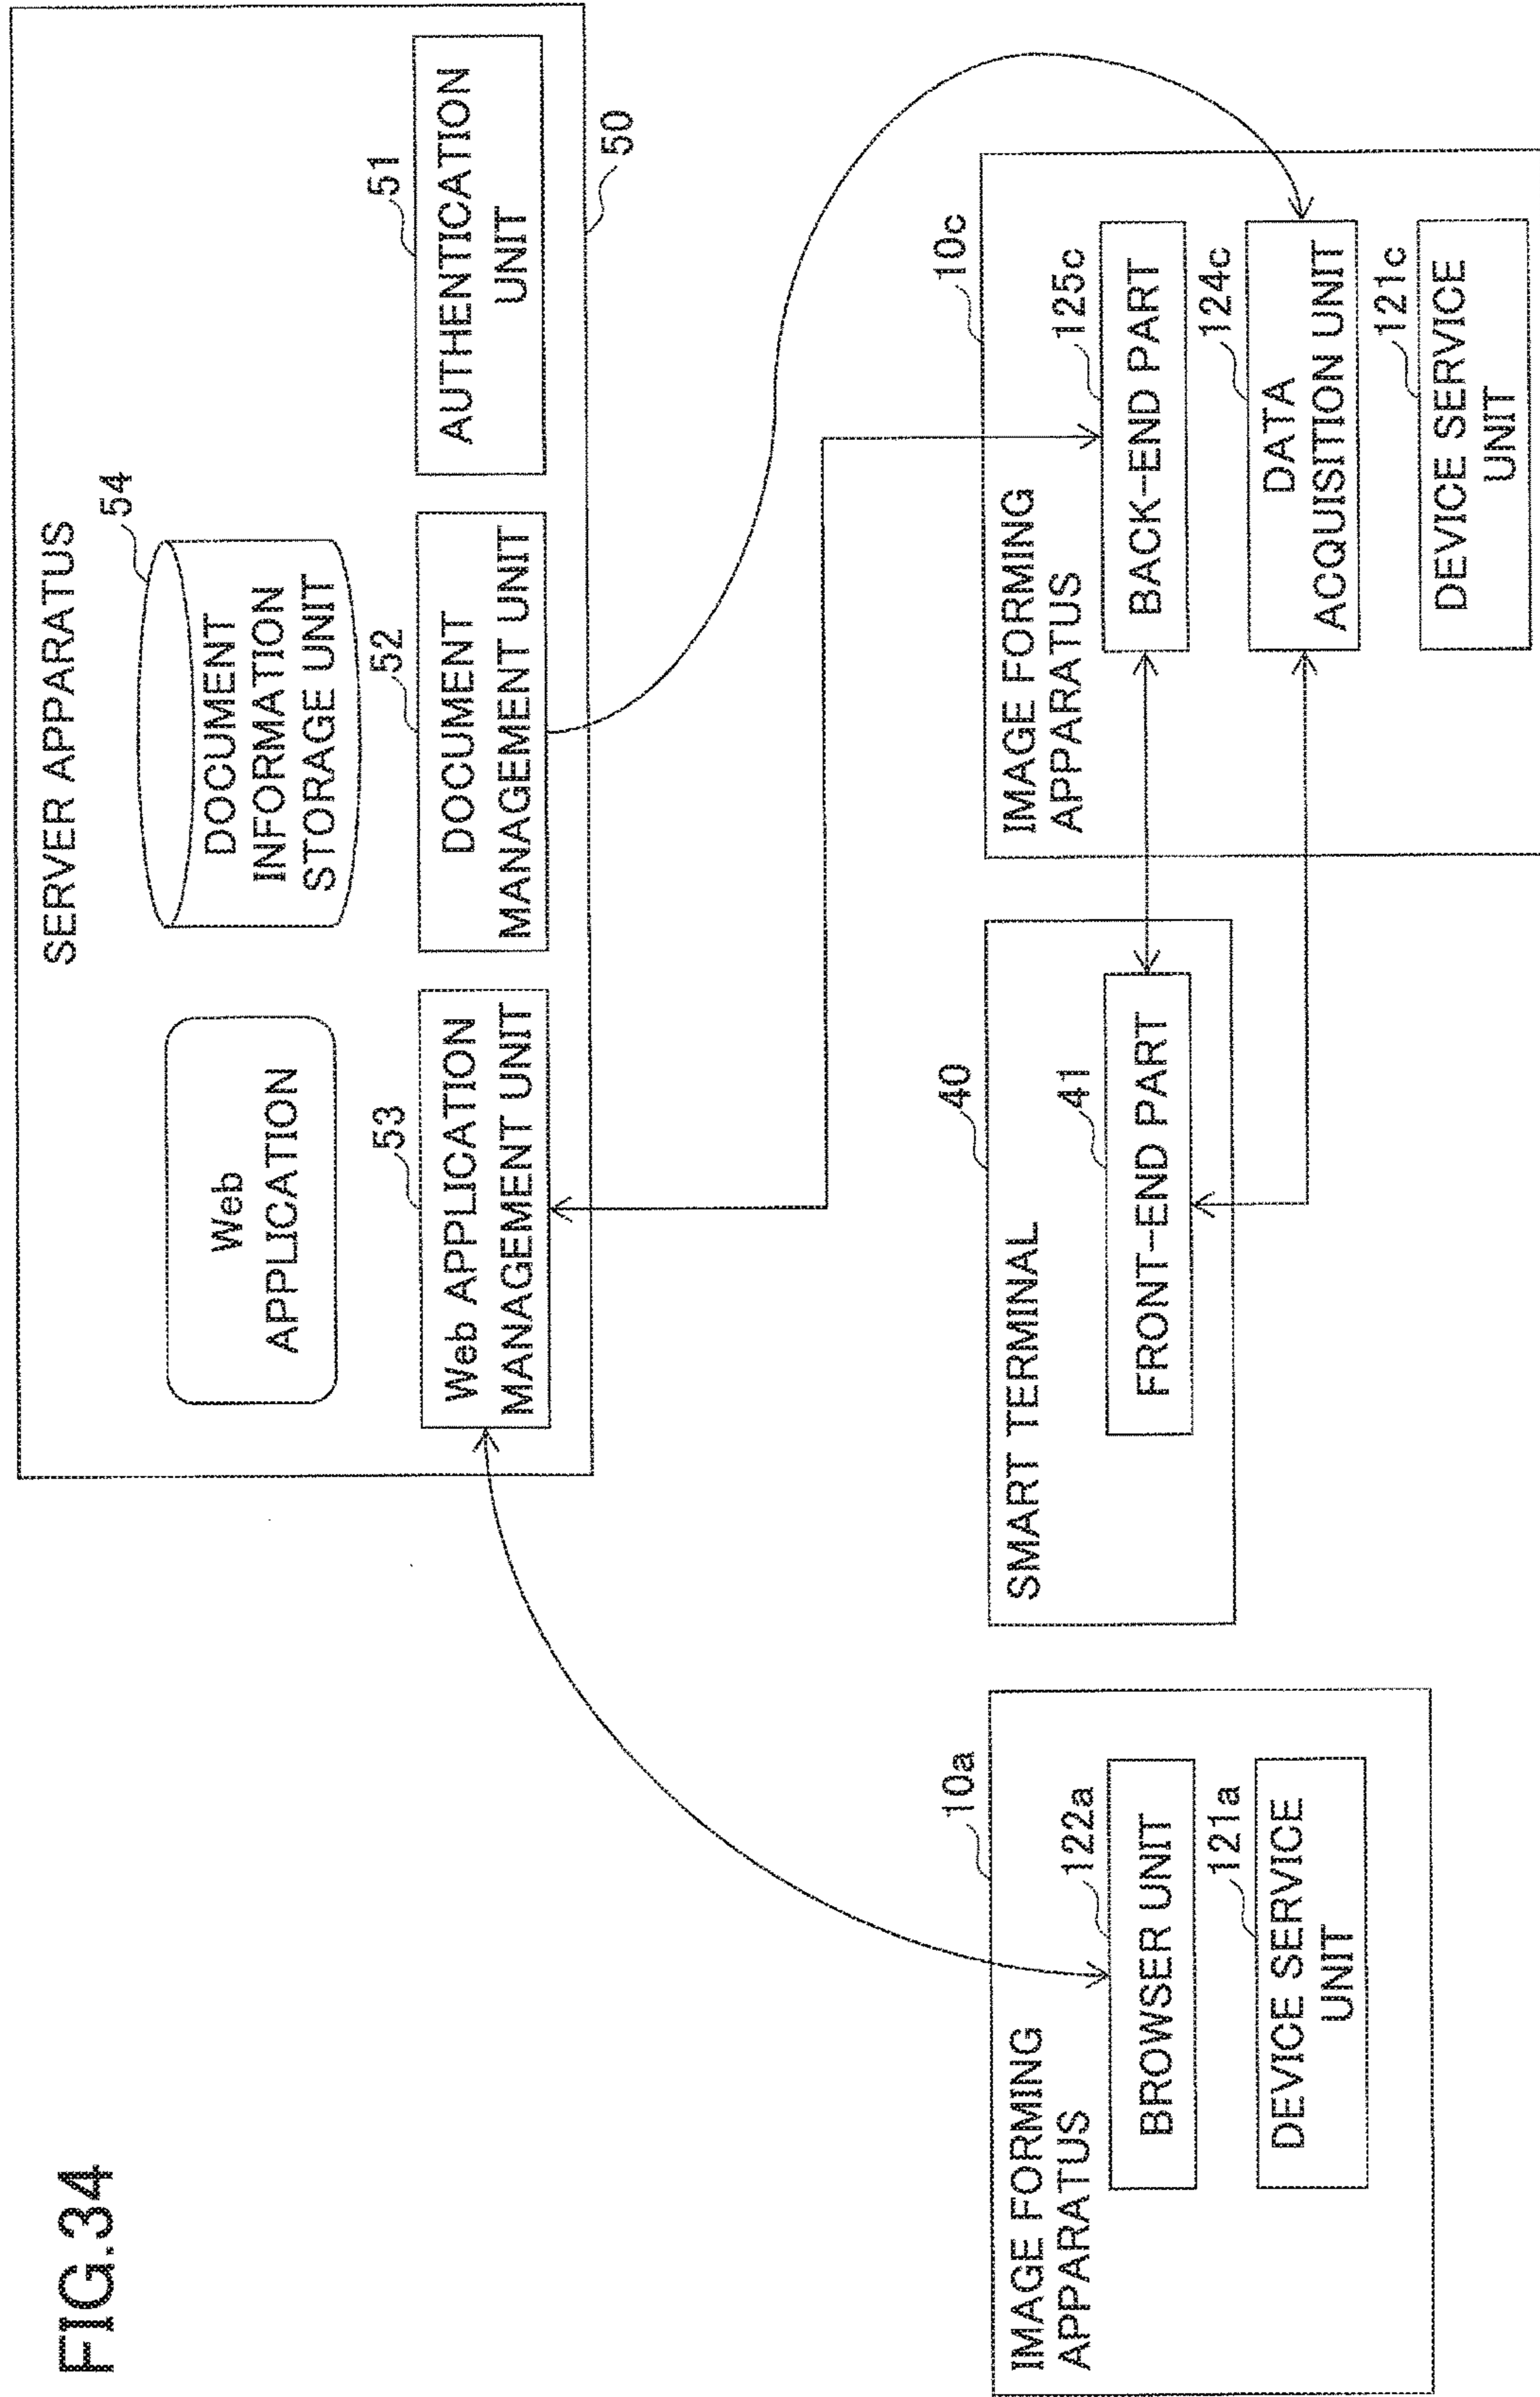 FIG.34
SERVER APPARATUS
Web
APPLICATION
DOCUMENT
INFORMATION
STORAGE UNIT
54
53
Web APPLICATION
MANAGEMENT UNIT
52
DOCUMENT
MANAGEMENT UNIT
51
AUTHENTICATION
UNIT
50
10a
IMAGE FORMING
APPARATUS
122a
BROWSER UNIT
121a
DEVICE SERVICE
UNIT
40
SMART TERMINAL
41
FRONT-END PART
10c
IMAGE FORMING
APPARATUS
125c
BACK-END PART
124c
DATA
ACQUISITION UNIT
121c
DEVICE SERVICE
UNIT